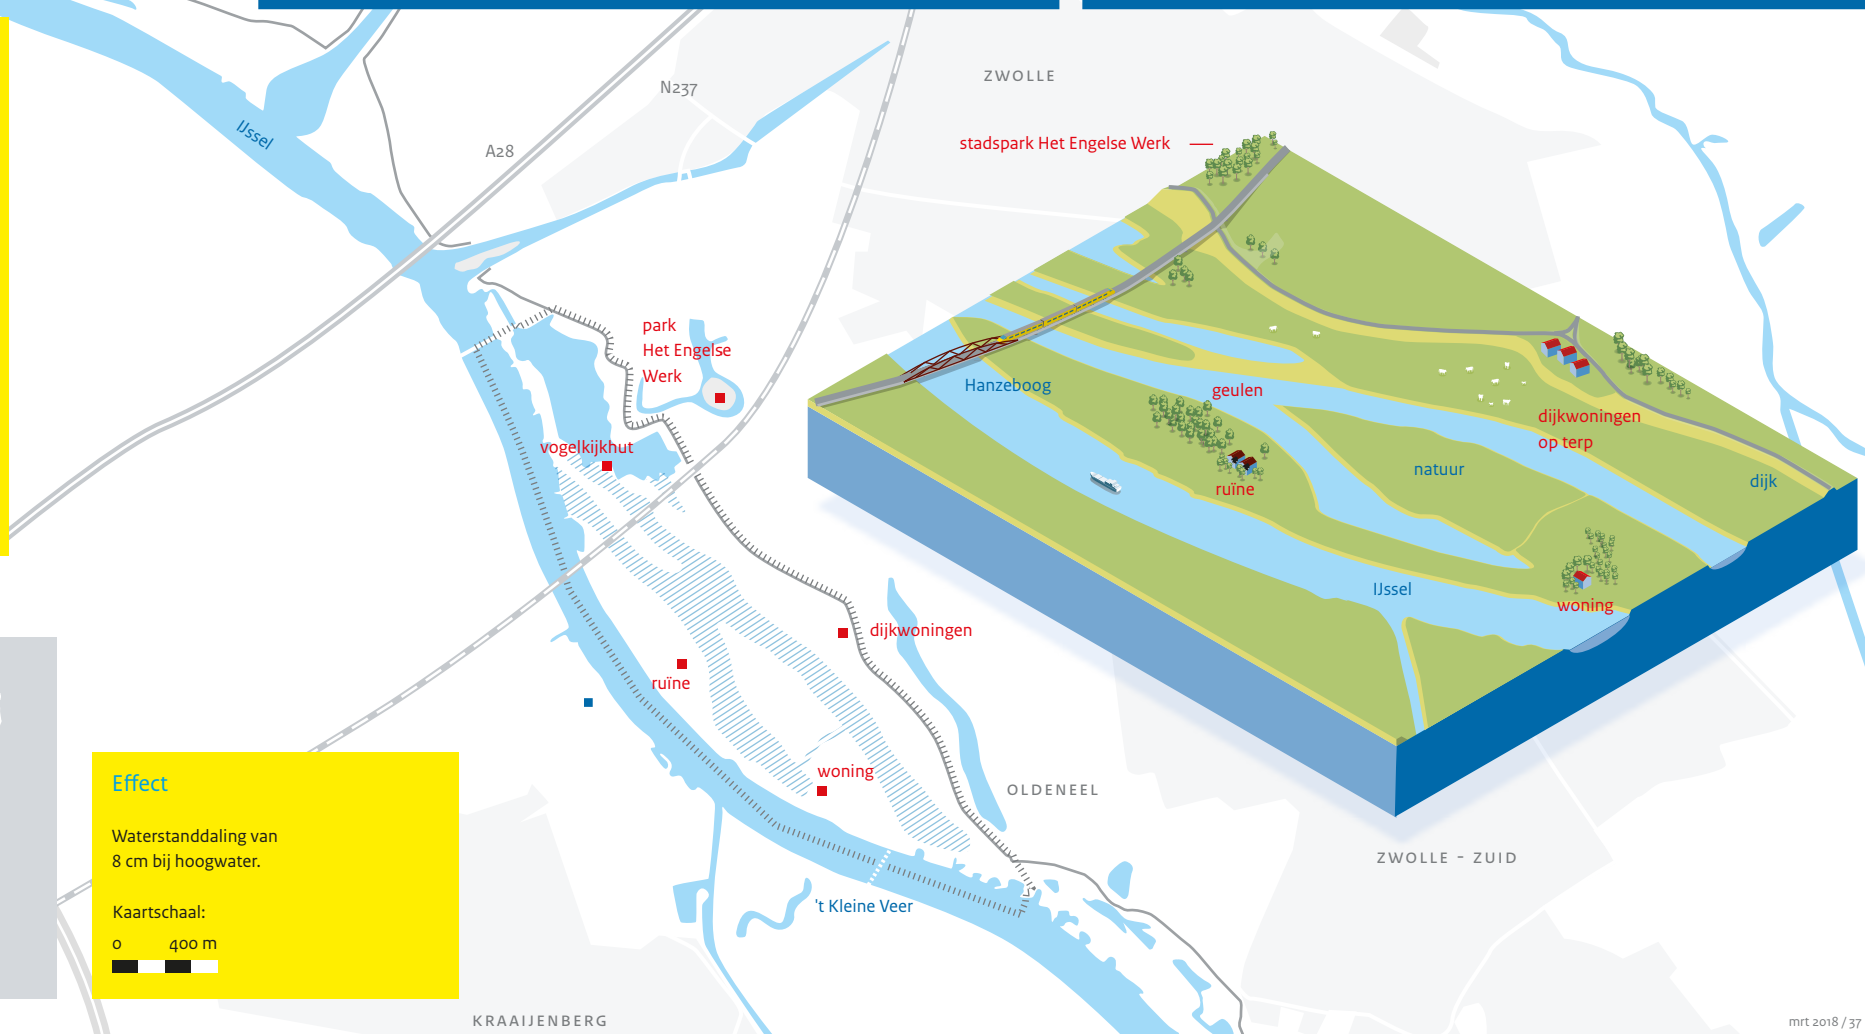 ZWOLLE
N237
IJssel
A28
stadspark Het Engelse Werk
park
Het Engelse
Werk
Hanzeboog
geulen
dijkwoningen
op terp
vogelkijkhut
natuur
dijk
ruïne
IJssel
woning
dijkwoningen
ruïne
woning
OLDENEEL
ZWOLLE - ZUID
't Kleine Veer
Effect
Waterstanddaling van
8 cm bij hoogwater.
Kaartschaal:
0 400 m
KRAAIJENBERG
mrt 2018 / 37